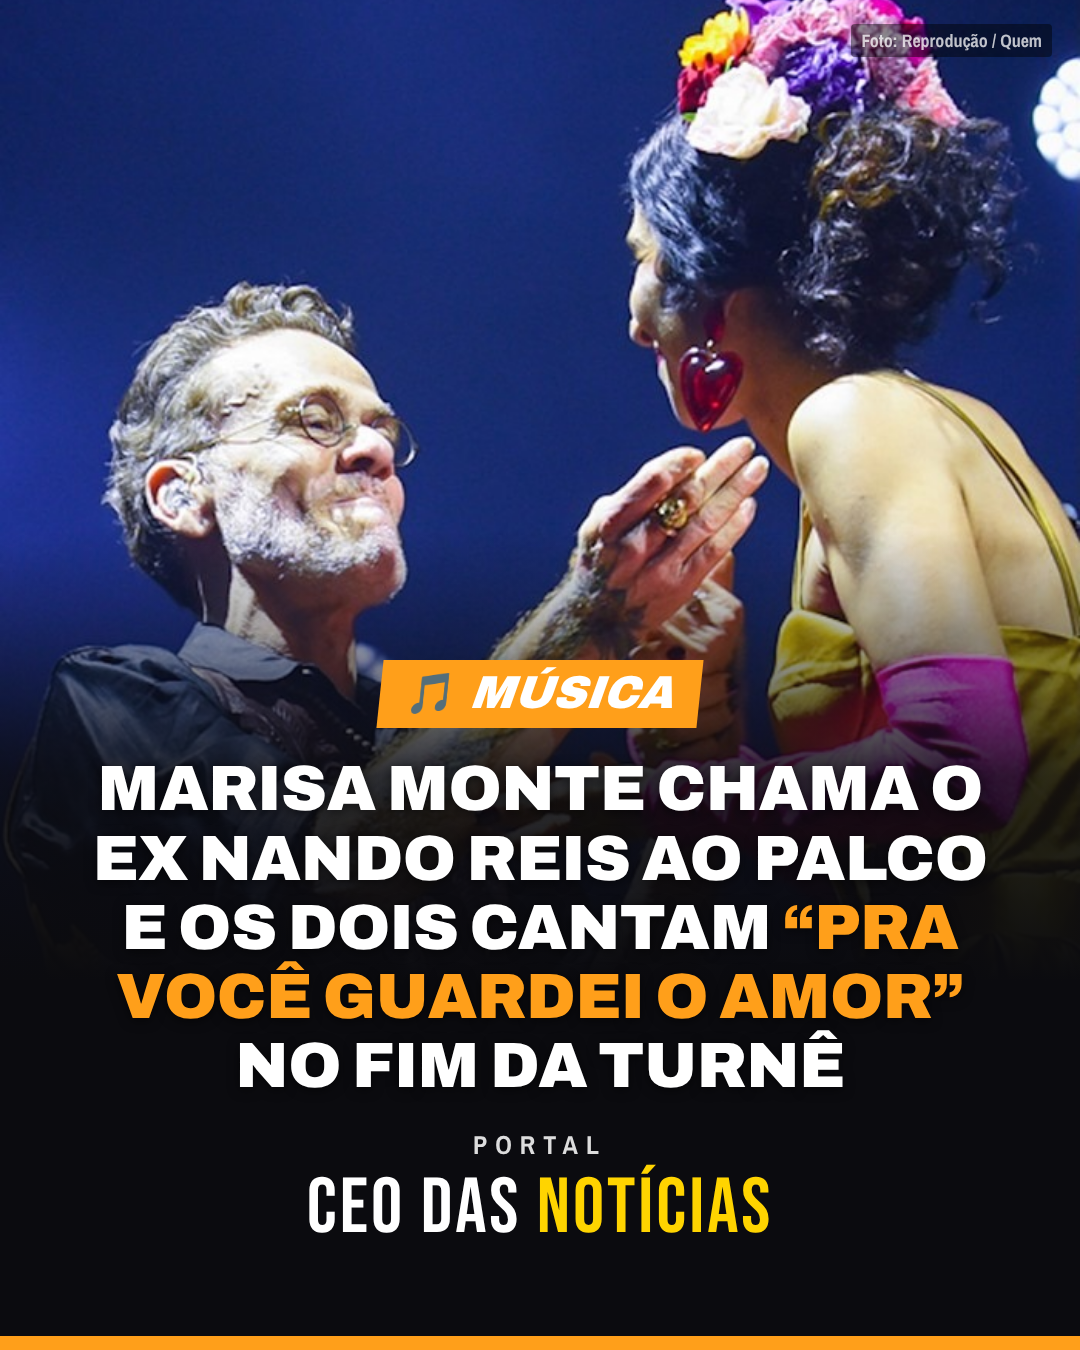 Foto: Reprodução / Quem
🎵 MÚSICA
MARISA MONTE CHAMA O
EX NANDO REIS AO PALCO
E OS DOIS CANTAM “PRA
VOCÊ GUARDEI O AMOR”
NO FIM DA TURNÊ
PORTAL
CEO DAS NOTÍCIAS